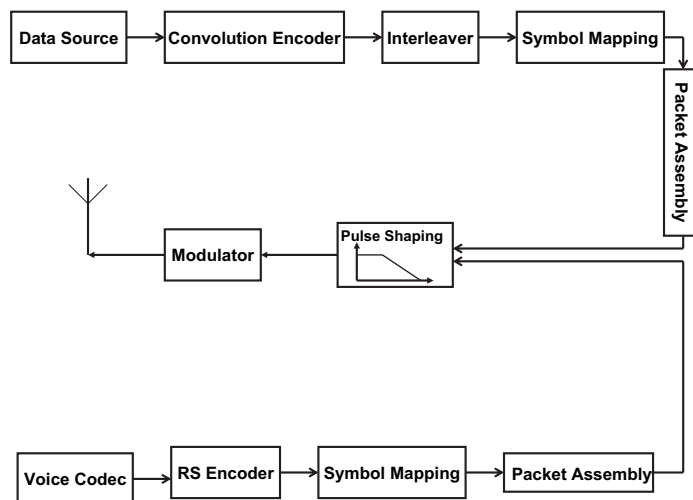 Data Source
Convolution Encoder
Interleaver
Symbol Mapping
Packet Assembly
Pulse Shaping
Modulator
Voice Codec
RS Encoder
Symbol Mapping
Packet Assembly